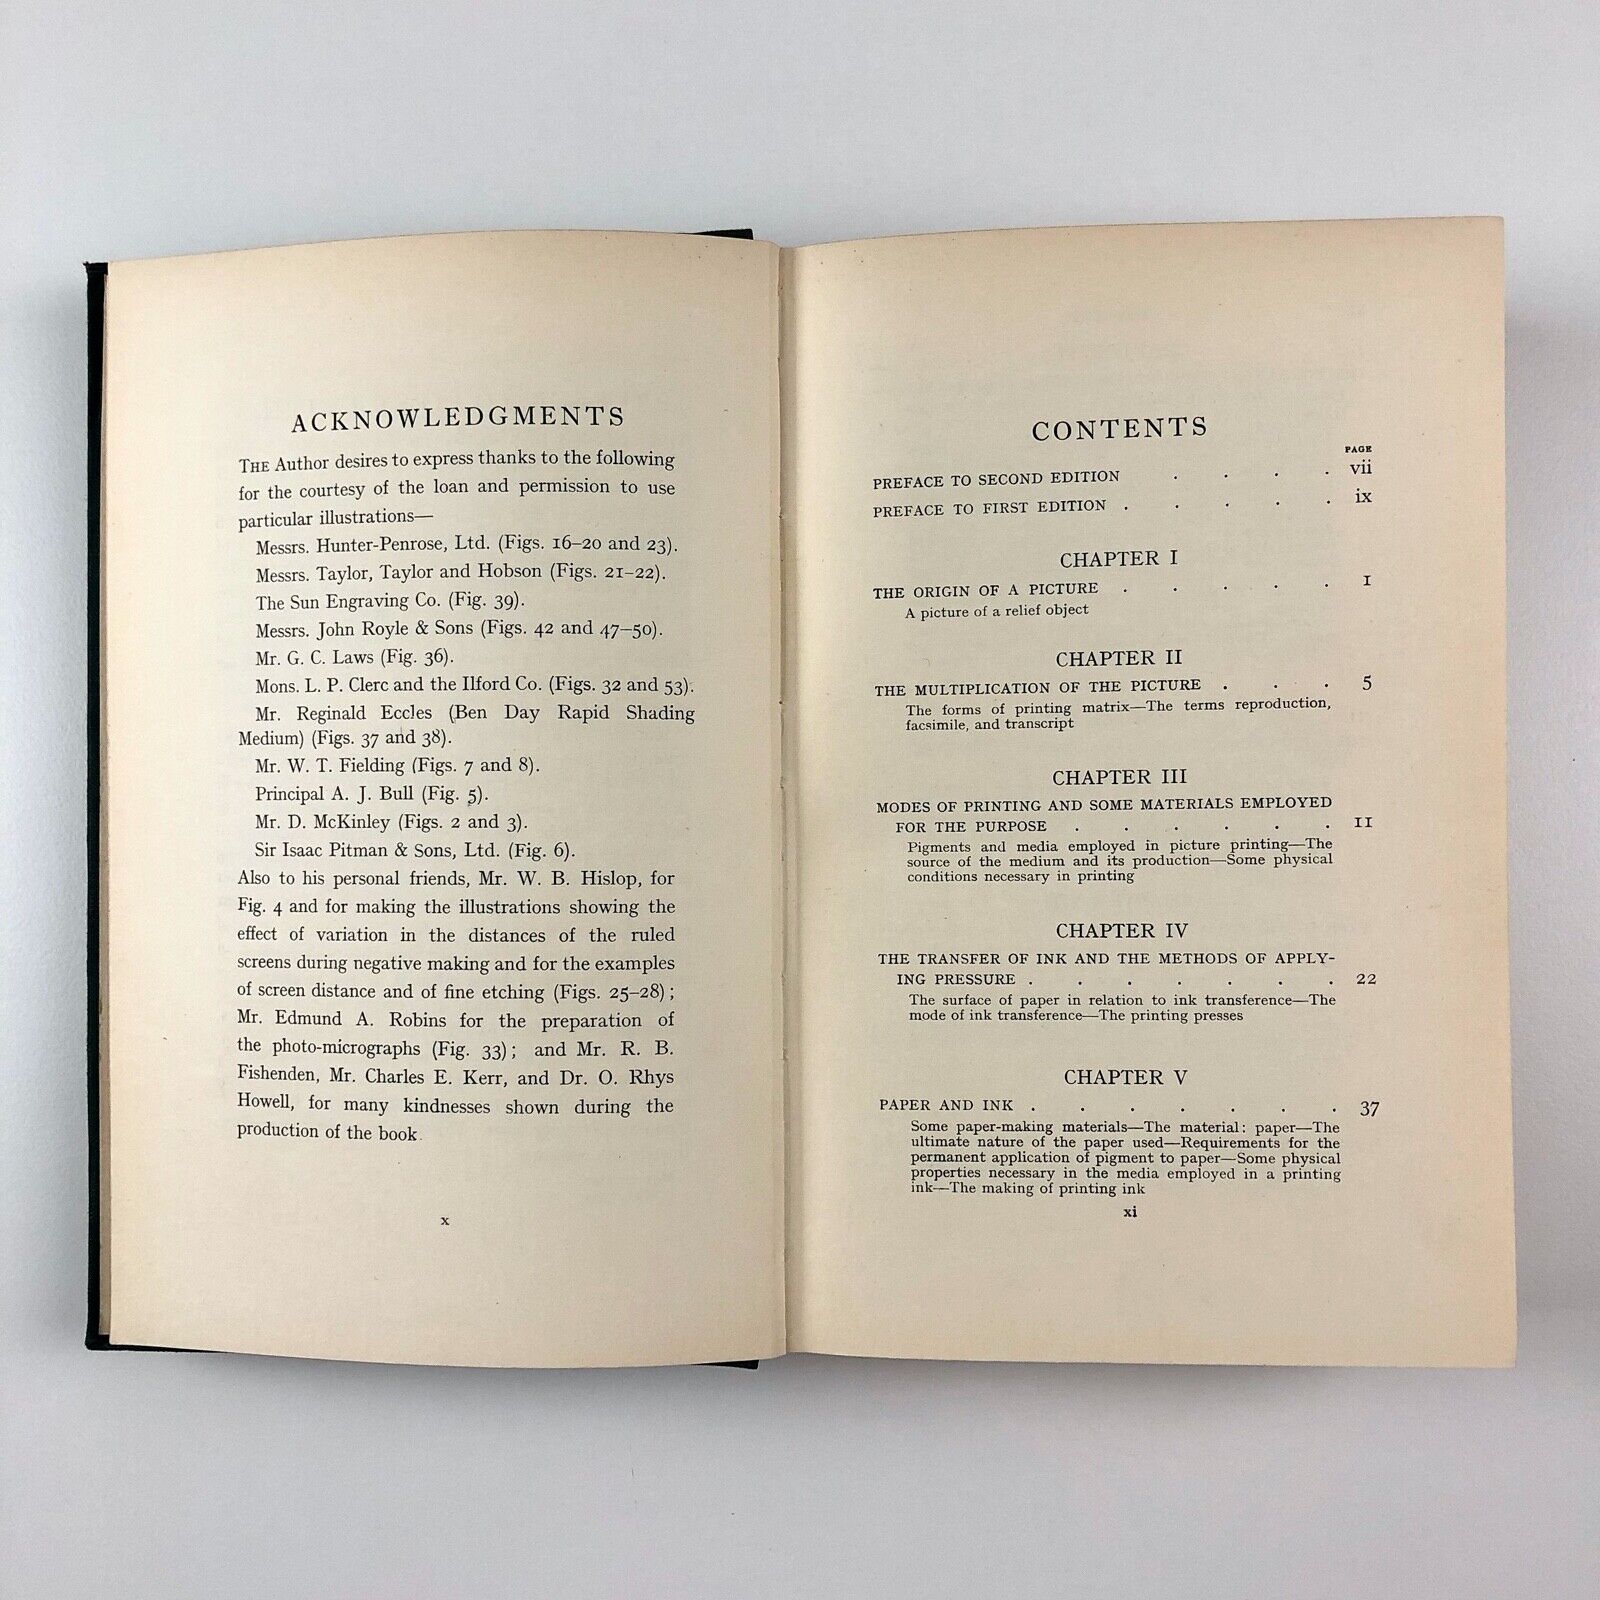 ACKNOWLEDGMENTS
THE Author desires to express thanks to the following
for the courtesy of the loan and permission to use
particular illustrations—
Messrs. Hunter-Penrose, Ltd. (Figs. 16–20 and 23).
Messrs. Taylor, Taylor and Hobson (Figs. 21–22).
The Sun Engraving Co. (Fig. 39).
Messrs. John Royle & Sons (Figs. 42 and 47–50).
Mr. G. C. Laws (Fig. 36).
Mons. L. P. Clerc and the Ilford Co. (Figs. 32 and 53).
Mr. Reginald Eccles (Ben Day Rapid Shading
Medium) (Figs. 37 and 38).
Mr. W. T. Fielding (Figs. 7 and 8).
Principal A. J. Bull (Fig. 5).
Mr. D. McKinley (Figs. 2 and 3).
Sir Isaac Pitman & Sons, Ltd. (Fig. 6).
Also to his personal friends, Mr. W. B. Hislop, for
Fig. 4 and for making the illustrations showing the
effect of variation in the distances of the ruled
screens during negative making and for the examples
of screen distance and of fine etching (Figs. 25–28) ;
Mr. Edmund A. Robins for the preparation of
the photo-micrographs (Fig. 33) ; and Mr. R. B.
Fishenden, Mr. Charles E. Kerr, and Dr. O. Rhys
Howell, for many kindnesses shown during the
production of the book.
x
CONTENTS
PAGE
PREFACE TO SECOND EDITION . . . . vii
PREFACE TO FIRST EDITION . . . . . ix
CHAPTER I
THE ORIGIN OF A PICTURE . . . . . 1
A picture of a relief object
CHAPTER II
THE MULTIPLICATION OF THE PICTURE . . . 5
The forms of printing matrix—The terms reproduction,
facsimile, and transcript
CHAPTER III
MODES OF PRINTING AND SOME MATERIALS EMPLOYED
FOR THE PURPOSE . . . . . . 11
Pigments and media employed in picture printing—The
source of the medium and its production—Some physical
conditions necessary in printing
CHAPTER IV
THE TRANSFER OF INK AND THE METHODS OF APPLY-
ING PRESSURE . . . . . . . 22
The surface of paper in relation to ink transference—The
mode of ink transference—The printing presses
CHAPTER V
PAPER AND INK . . . . . . . 37
Some paper-making materials—The material: paper—The
ultimate nature of the paper used—Requirements for the
permanent application of pigment to paper—Some physical
properties necessary in the media employed in a printing
ink—The making of printing ink
xi